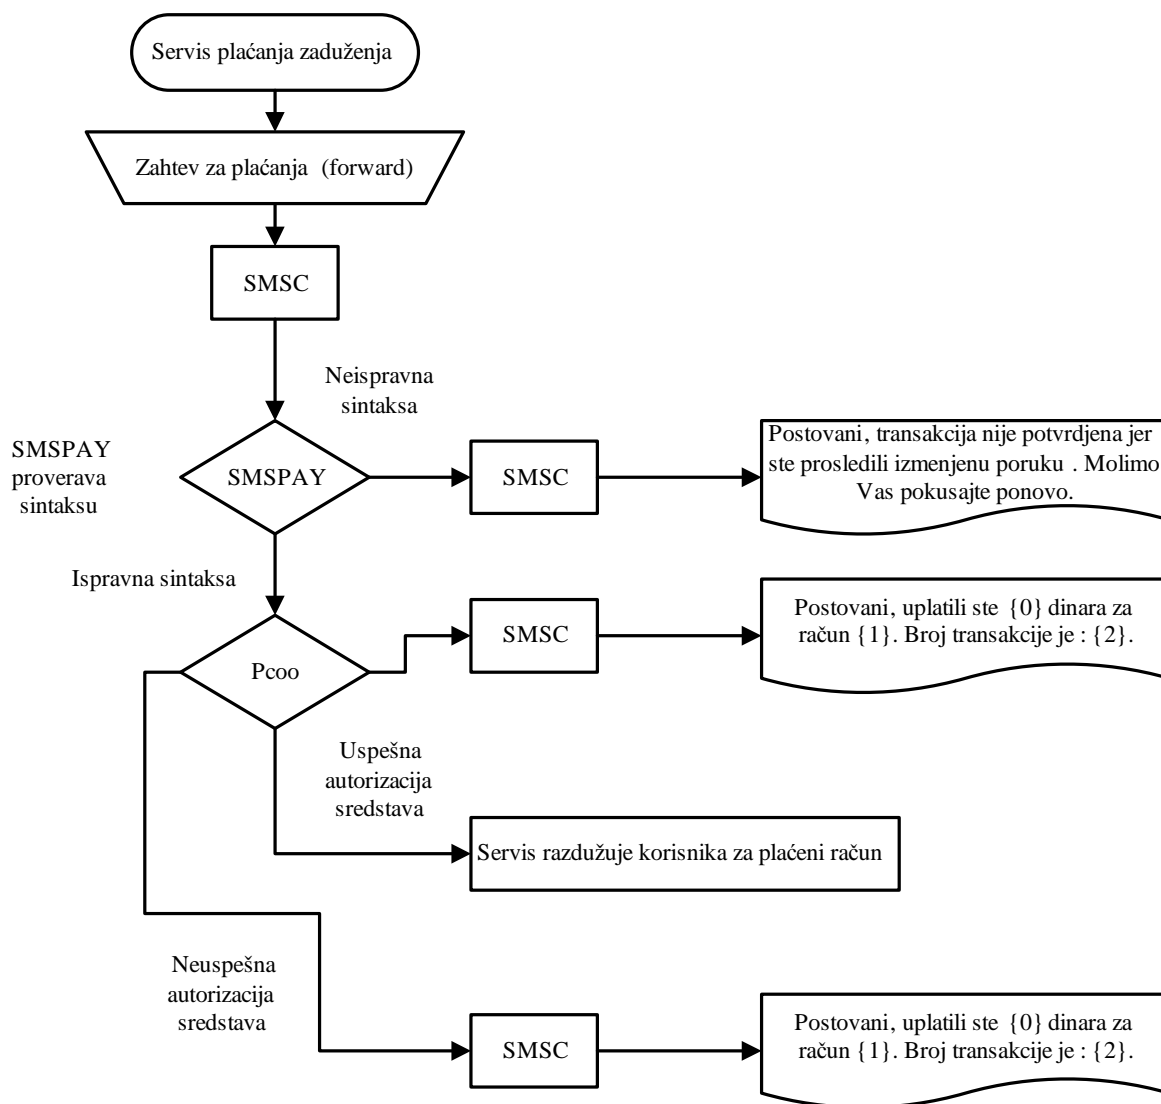 Servis plaćanja zaduženja
Zahtev za plaćanja (forward)
SMSC
Neispravna
sintaksa
SMSPAY
proverava
sintaksu
SMSPAY
SMSC
Postovani, transakcija nije potvrdjena jer
ste prosledili izmenjenu poruku . Molimo
Vas pokusajte ponovo.
Ispravna sintaksa
Pcoo
SMSC
Postovani, uplatili ste {0} dinara za
račun {1}. Broj transakcije je : {2}.
Uspešna
autorizacija
sredstava
Servis razdužuje korisnika za plaćeni račun
Neuspešna
autorizacija
sredstava
SMSC
Postovani, uplatili ste {0} dinara za
račun {1}. Broj transakcije je : {2}.